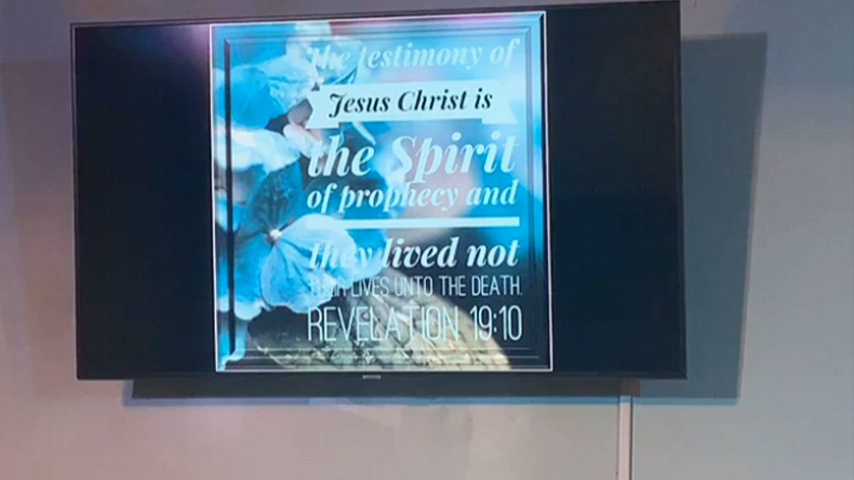 the testimony of
Jesus Christ is
the Spirit
of prophecy and
they lived not
THEIR LIVES UNTO THE DEATH.
REVELATION 19:10